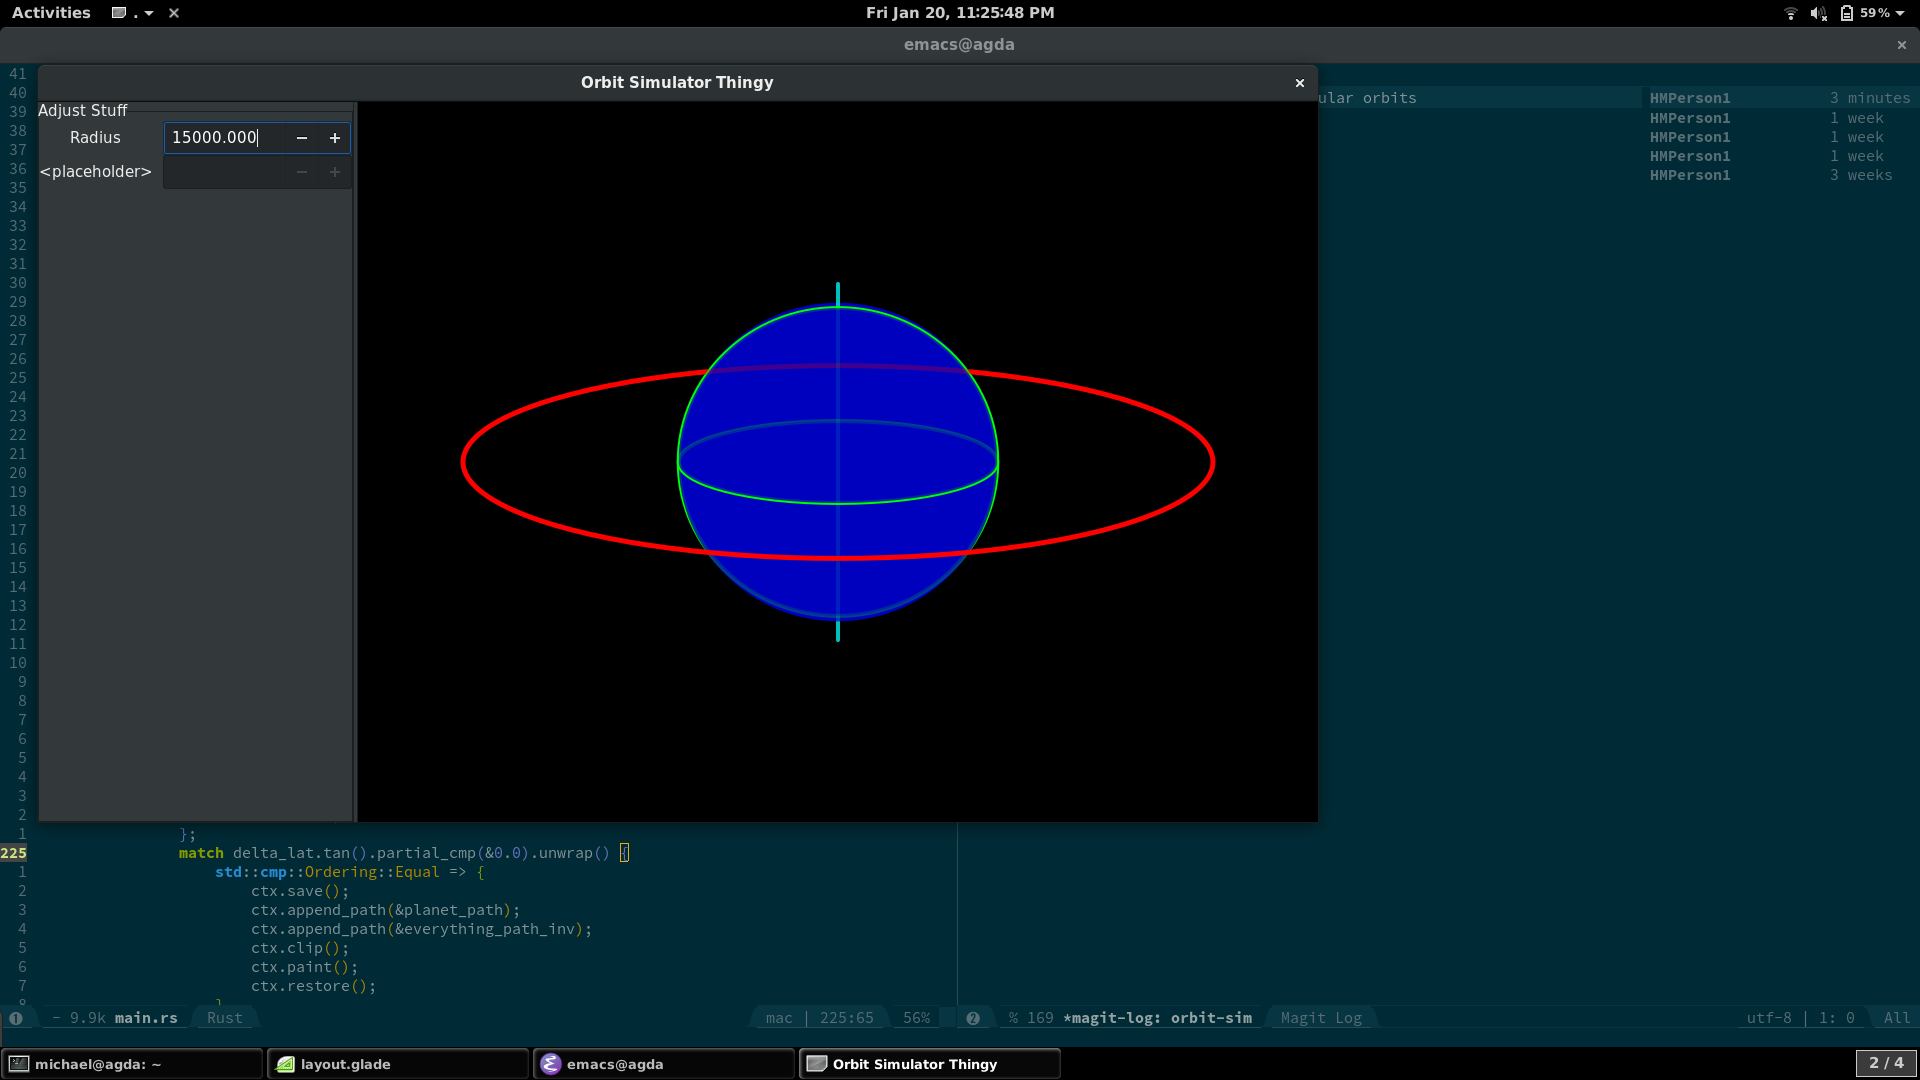 Activities . Fri Jan 20, 11:25:48 PM 59%
emacs@agda
Orbit Simulator Thingy
Adjust Stuff
Radius 15000.000 − +
<placeholder> − +
ular orbits HMPerson1 3 minutes
HMPerson1 1 week
HMPerson1 1 week
HMPerson1 1 week
HMPerson1 3 weeks
41
40
39
38
37
36
35
34
33
32
31
30
29
28
27
26
25
24
23
22
21
20
19
18
17
16
15
14
13
12
11
10
9
8
7
6
5
4
3
2
1 };
225 match delta_lat.tan().partial_cmp(&0.0).unwrap() {
1 std::cmp::Ordering::Equal => {
2 ctx.save();
3 ctx.append_path(&planet_path);
4 ctx.append_path(&everything_path_inv);
5 ctx.clip();
6 ctx.paint();
7 ctx.restore();
8 }
1 - 9.9k main.rs Rust mac | 225:65 56% 2 % 169 *magit-log: orbit-sim Magit Log utf-8 | 1: 0 All
michael@agda: ~ layout.glade emacs@agda Orbit Simulator Thingy 2 / 4